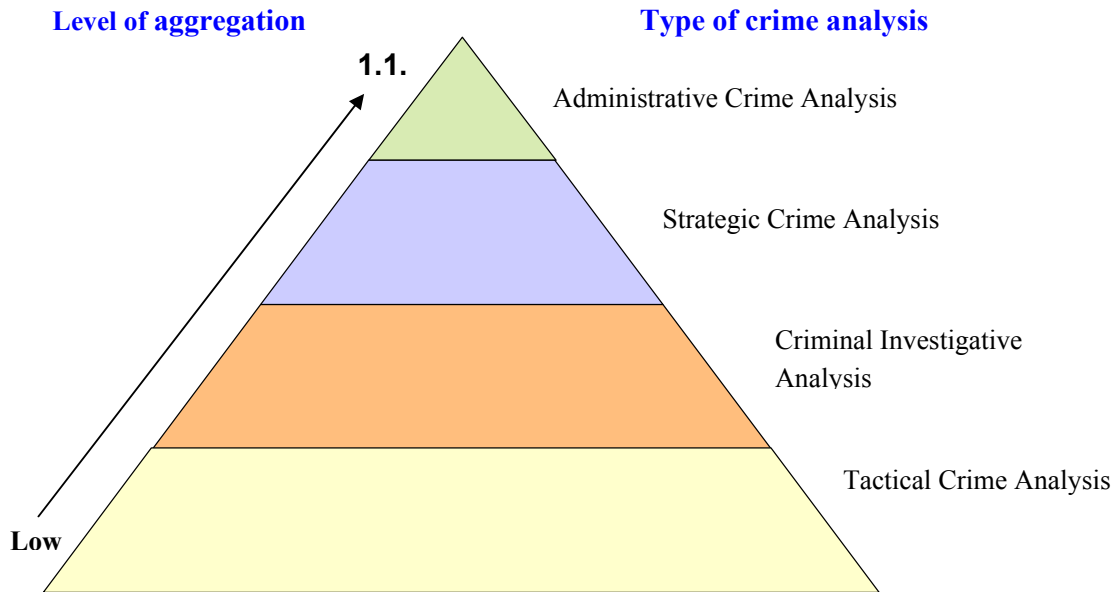 Level of aggregation
Type of crime analysis
1.1.
Administrative Crime Analysis
Strategic Crime Analysis
Criminal Investigative
Analysis
Tactical Crime Analysis
Low